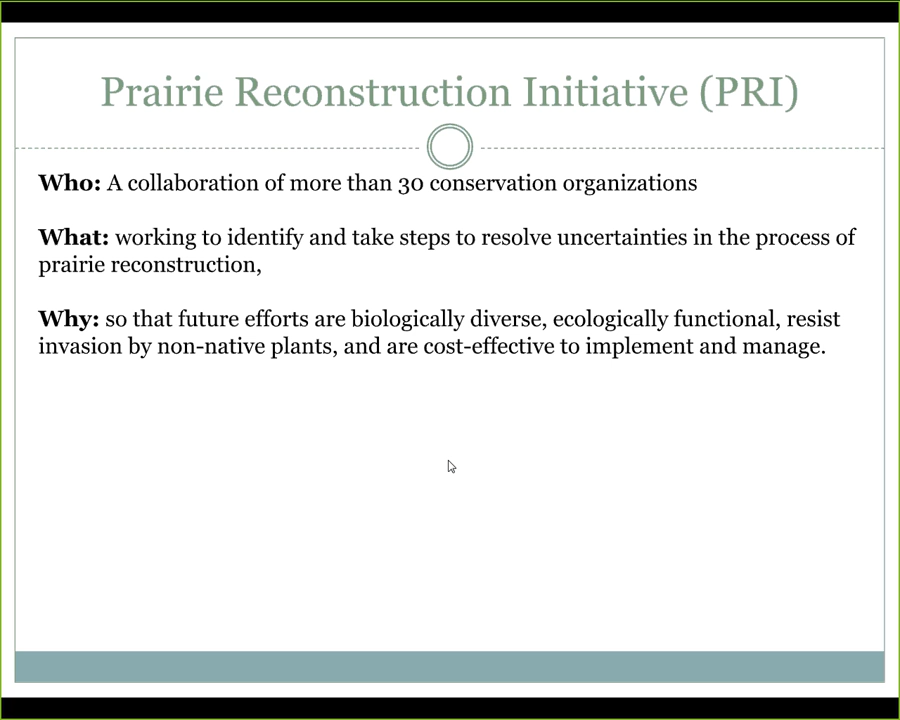 Prairie Reconstruction Initiative (PRI)
Who: A collaboration of more than 30 conservation organizations
What: working to identify and take steps to resolve uncertainties in the process of
prairie reconstruction,
Why: so that future efforts are biologically diverse, ecologically functional, resist
invasion by non-native plants, and are cost-effective to implement and manage.